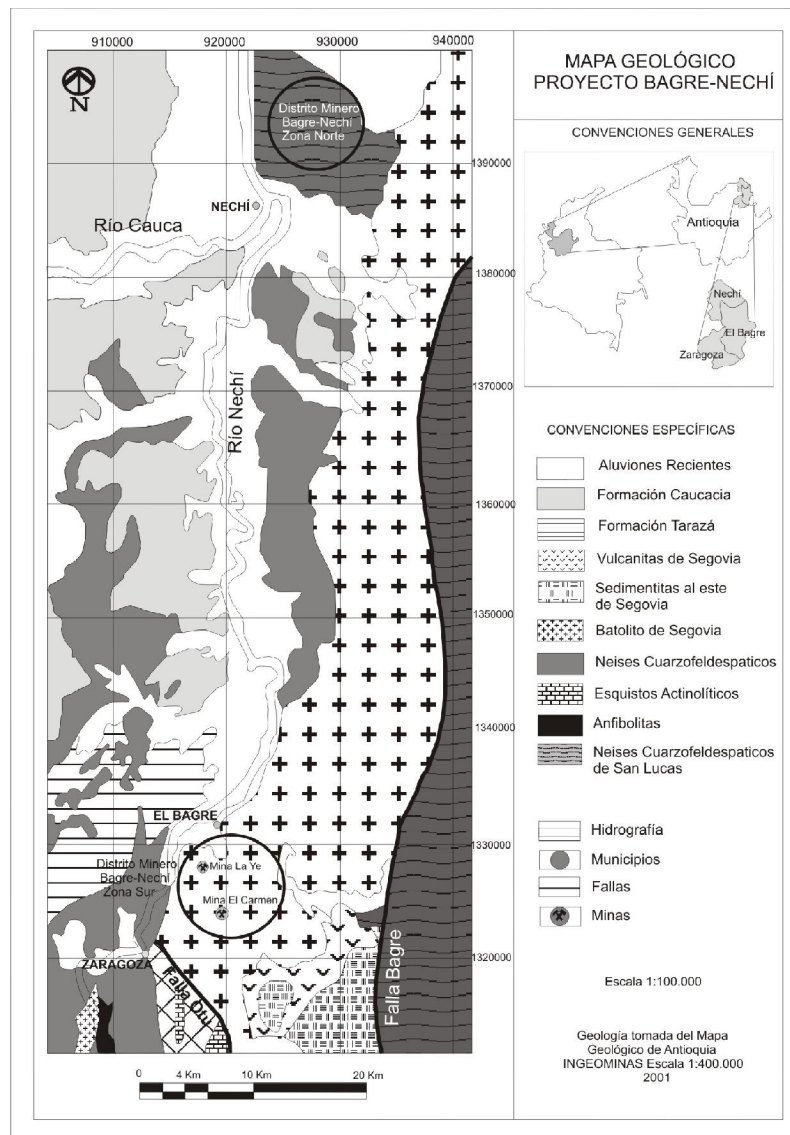 910000
920000
930000
940000
N
Distrito Minero
Bagre-Nechí
Zona Norte
1390000
NECHÍ
Río Cauca
1380000
1370000
Río Nechí
1360000
1350000
1340000
EL BAGRE
1330000
Distrito Minero
Bagre-Nechí
Zona Sur
Mina La Ye
Mina El Carmen
1320000
ZARAGOZA
Falla Otú
Falla Bagre
0 4 Km 10 Km 20 Km
MAPA GEOLÓGICO
PROYECTO BAGRE-NECHÍ
CONVENCIONES GENERALES
Antioquia
Nechí
El Bagre
Zaragoza
CONVENCIONES ESPECÍFICAS
Aluviones Recientes
Formación Caucacia
Formación Tarazá
Vulcanitas de Segovia
Sedimentitas al este
de Segovia
Batolito de Segovia
Neises Cuarzofeldespaticos
Esquistos Actinolíticos
Anfibolitas
Neises Cuarzofeldespaticos
de San Lucas
Hidrografía
Municipios
Fallas
Minas
Escala 1:100.000
Geología tomada del Mapa
Geológico de Antioquia
INGEOMINAS Escala 1:400.000
2001